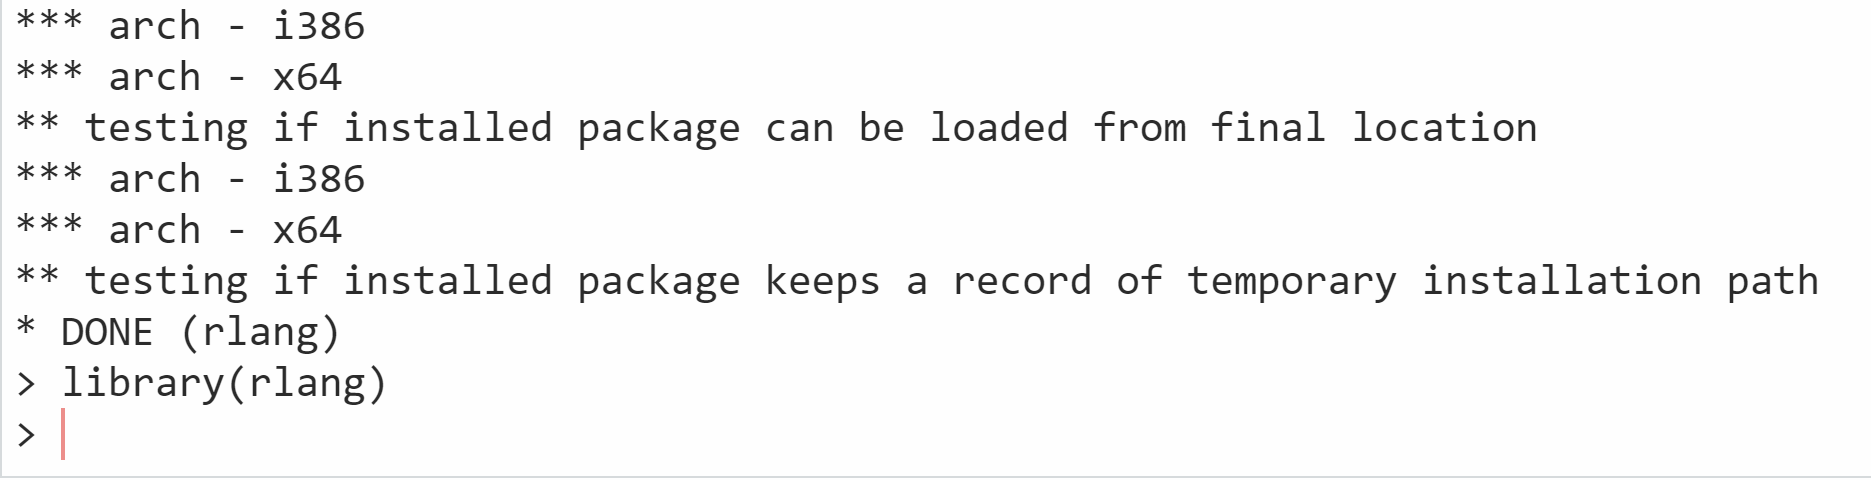 *** arch - i386
*** arch - x64
** testing if installed package can be loaded from final location
*** arch - i386
*** arch - x64
** testing if installed package keeps a record of temporary installation path
* DONE (rlang)
> library(rlang)
>